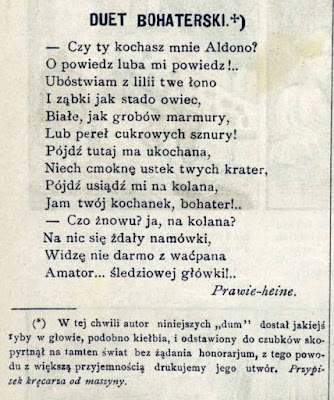 DUET BOHATERSKI.*)
— Czy ty kochasz mnie Aldono?
O powiedz luba mi powiedz!..
Ubóstwiam z lilii twe łono
I ząbki jak stado owiec,
Białe, jak grobów marmury,
Lub pereł cukrowych sznury!
Pójdź tutaj ma ukochana,
Niech cmoknę ustek twych krater,
Pójdź usiądź mi na kolana,
Jam twój kochanek, bohater!..
— Czo żnowu? ja, na kolana?
Na nic się żdały namówki,
Widzę nie darmo z waćpana
Amator... śledziowej główki!..
Prawie-heine.
(*) W tej chwili autor niniejszych „dum” dostał jakiejś
ryby w głowie, podobno kiełbia, i odstawiony do czubków sko-
pyrtnął na tamten świat bez żądania honorarjum, z tego powo-
du z większą przyjemnością drukujemy jego utwór. Przypi-
sek kręcarza od maszyny.